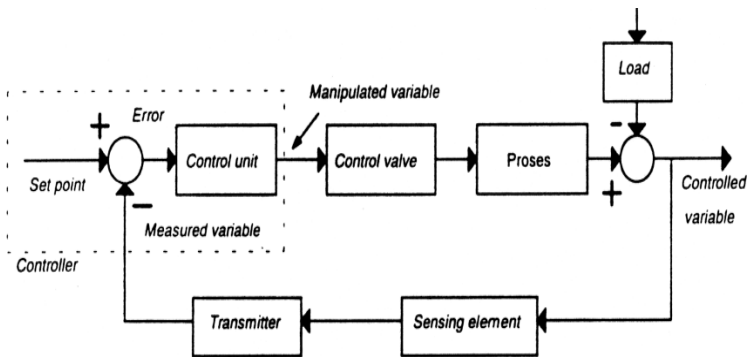 Load
Manipulated variable
Error
+
-
Control unit
Control valve
Proses
Set point
−
+
Controlled
variable
Measured variable
Controller
Transmitter
Sensing element